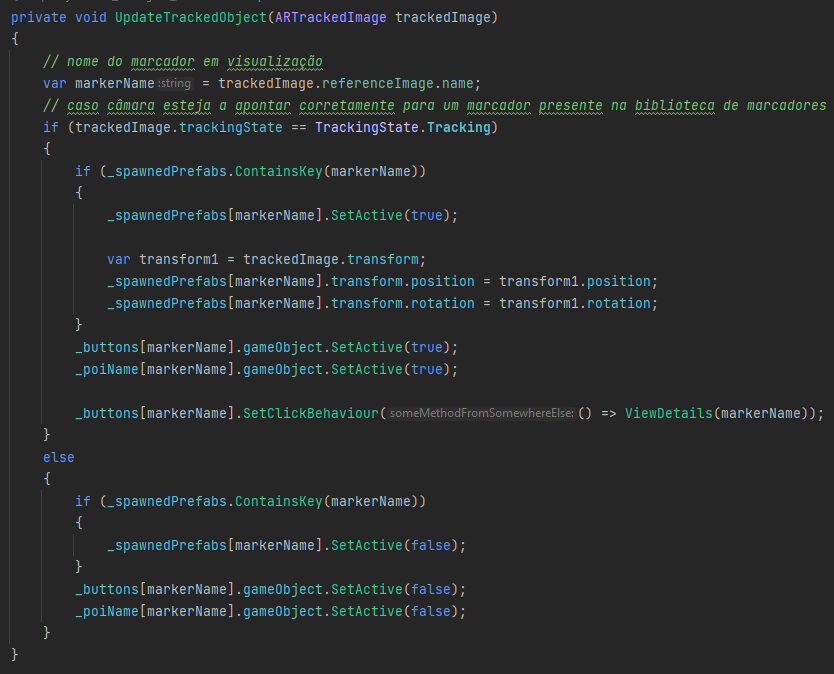 private void UpdateTrackedObject(ARTrackedImage trackedImage)
{
    // nome do marcador em visualização
    var markerName:string = trackedImage.referenceImage.name;
    // caso câmara esteja a apontar corretamente para um marcador presente na biblioteca de marcadores
    if (trackedImage.trackingState == TrackingState.Tracking)
    {
        if (_spawnedPrefabs.ContainsKey(markerName))
        {
            _spawnedPrefabs[markerName].SetActive(true);

            var transform1 = trackedImage.transform;
            _spawnedPrefabs[markerName].transform.position = transform1.position;
            _spawnedPrefabs[markerName].transform.rotation = transform1.rotation;
        }
        _buttons[markerName].gameObject.SetActive(true);
        _poiName[markerName].gameObject.SetActive(true);

        _buttons[markerName].SetClickBehaviour(someMethodFromSomewhereElse: () => ViewDetails(markerName));
    }
    else
    {
        if (_spawnedPrefabs.ContainsKey(markerName))
        {
            _spawnedPrefabs[markerName].SetActive(false);
        }
        _buttons[markerName].gameObject.SetActive(false);
        _poiName[markerName].gameObject.SetActive(false);
    }
}